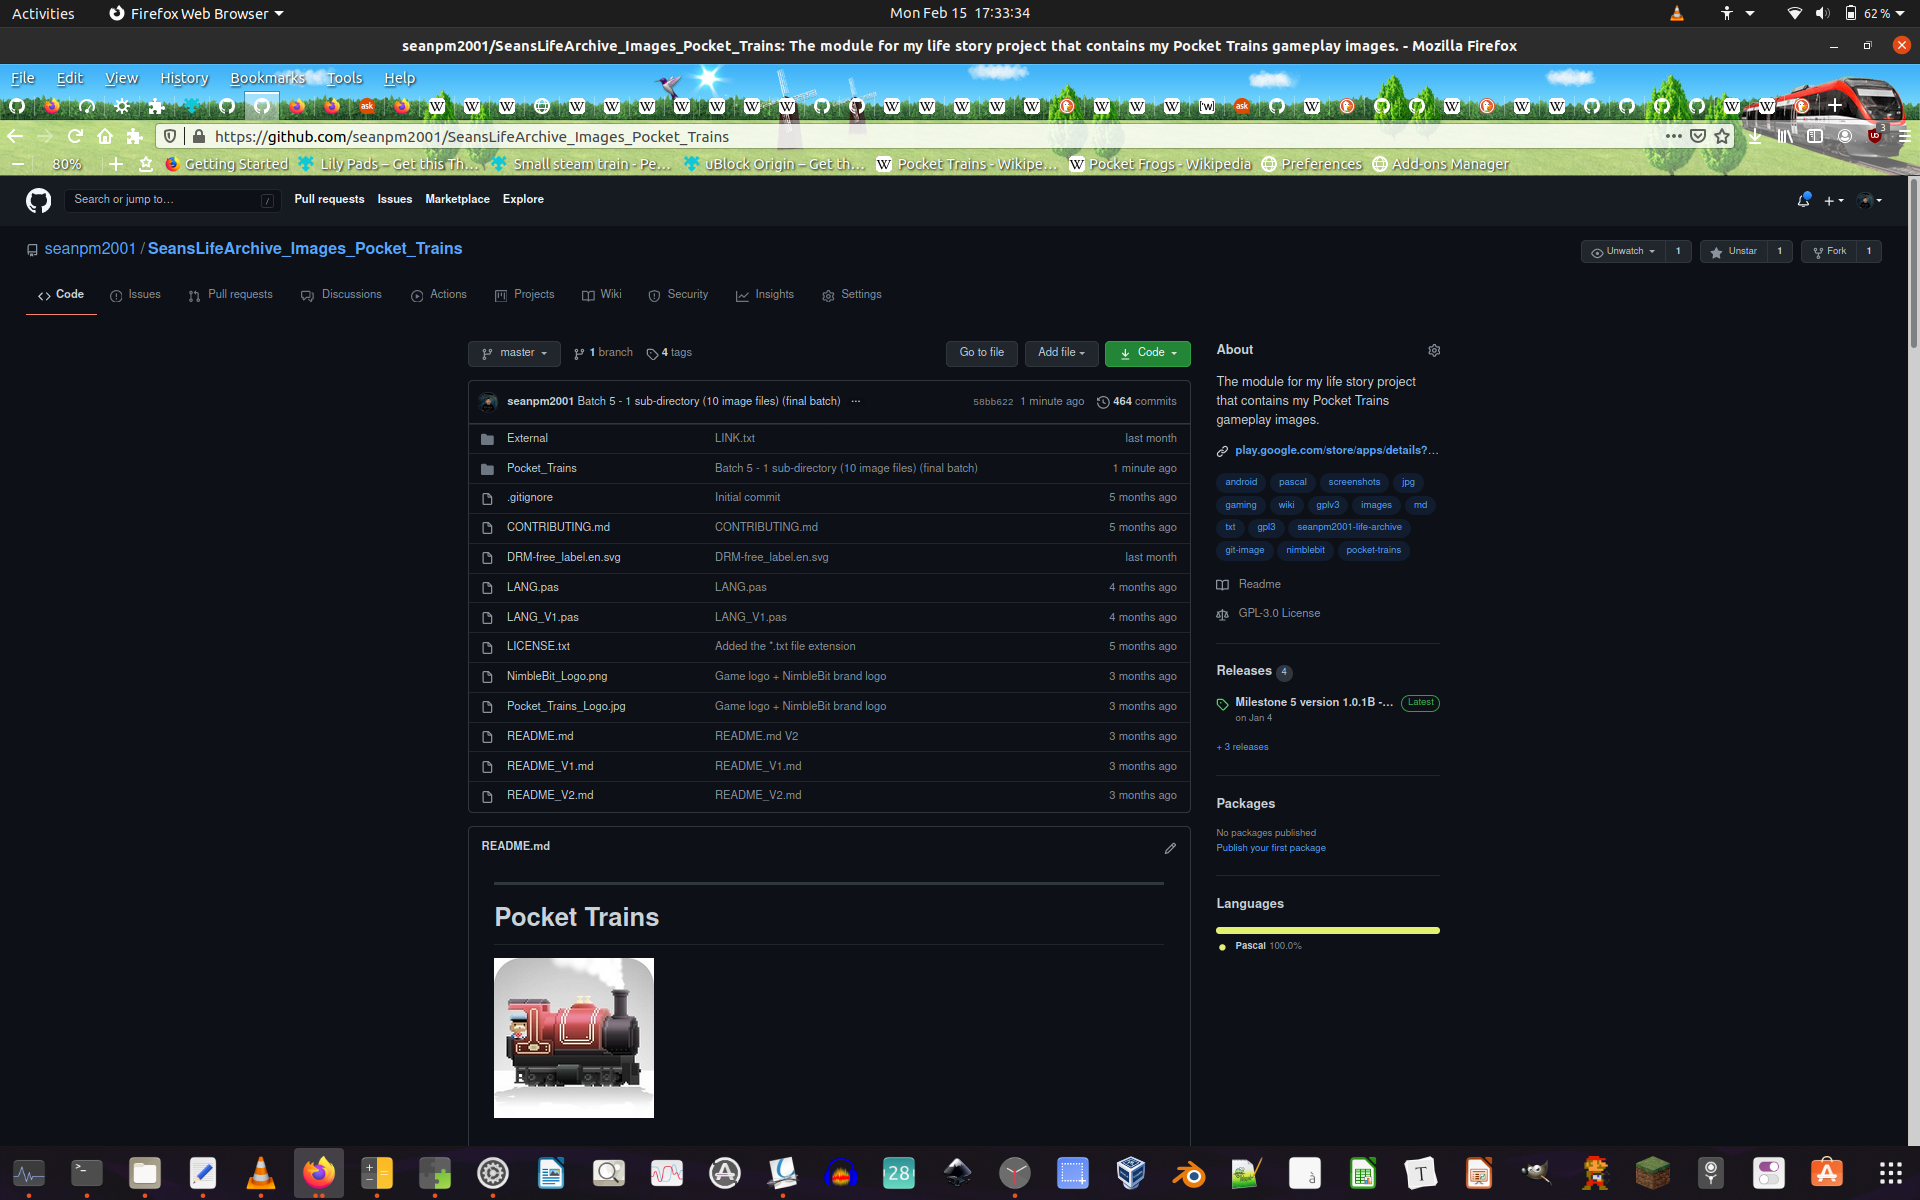 Activities Firefox Web Browser Mon Feb 15 17:33:34 62 %
seanpm2001/SeansLifeArchive_Images_Pocket_Trains: The module for my life story project that contains my Pocket Trains gameplay images. - Mozilla Firefox
File Edit View History Bookmarks Tools Help
https://github.com/seanpm2001/SeansLifeArchive_Images_Pocket_Trains
80% Getting Started Lily Pads – Get this Th… Small steam train - Pe… uBlock Origin – Get th… Pocket Trains - Wikipe… Pocket Frogs - Wikipedia Preferences Add-ons Manager
Search or jump to… / Pull requests Issues Marketplace Explore
seanpm2001 / SeansLifeArchive_Images_Pocket_Trains Unwatch 1 Unstar 1 Fork 1
Code Issues Pull requests Discussions Actions Projects Wiki Security Insights Settings
master 1 branch 4 tags Go to file Add file Code
seanpm2001 Batch 5 - 1 sub-directory (10 image files) (final batch) ... 58bb622 1 minute ago 464 commits
External LINK.txt last month
Pocket_Trains Batch 5 - 1 sub-directory (10 image files) (final batch) 1 minute ago
.gitignore Initial commit 5 months ago
CONTRIBUTING.md CONTRIBUTING.md 5 months ago
DRM-free_label.en.svg DRM-free_label.en.svg last month
LANG.pas LANG.pas 4 months ago
LANG_V1.pas LANG_V1.pas 4 months ago
LICENSE.txt Added the *.txt file extension 5 months ago
NimbleBit_Logo.png Game logo + NimbleBit brand logo 3 months ago
Pocket_Trains_Logo.jpg Game logo + NimbleBit brand logo 3 months ago
README.md README.md V2 3 months ago
README_V1.md README_V1.md 3 months ago
README_V2.md README_V2.md 3 months ago
README.md
Pocket Trains
About
The module for my life story project
that contains my Pocket Trains
gameplay images.
play.google.com/store/apps/details?…
android pascal screenshots jpg
gaming wiki gplv3 images md
txt gpl3 seanpm2001-life-archive
git-image nimblebit pocket-trains
Readme
GPL-3.0 License
Releases 4
Milestone 5 version 1.0.1B -… Latest
on Jan 4
+ 3 releases
Packages
No packages published
Publish your first package
Languages
Pascal 100.0%
28